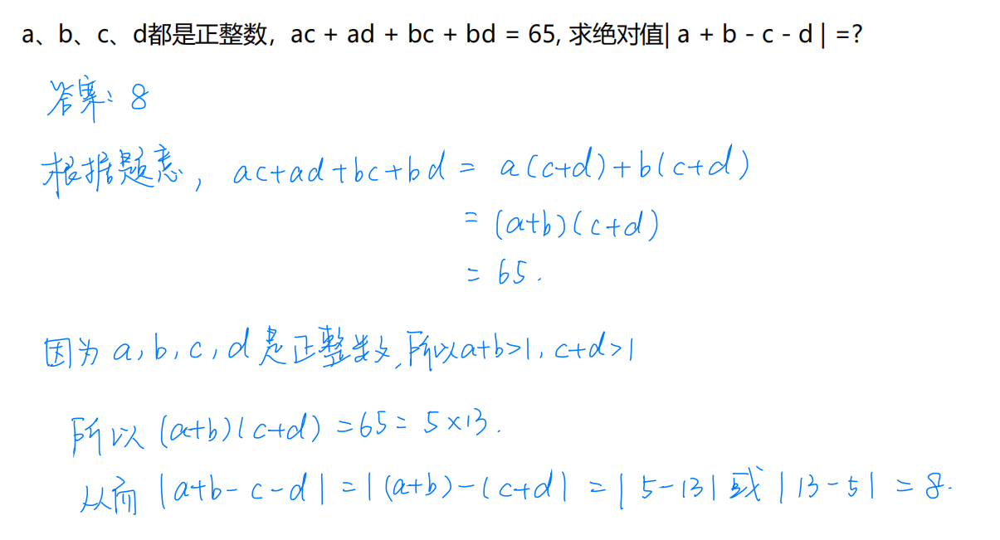 a、b、c、d都是正整数，ac + ad + bc + bd = 65, 求绝对值| a + b - c - d | =?
答案: 8
根据题意, ac+ad+bc+bd = a(c+d)+b(c+d)
= (a+b)(c+d)
= 65.
因为 a, b, c, d 是正整数, 所以a+b>1, c+d>1
所以 (a+b)(c+d) =65= 5×13.
从而 |a+b-c-d| =|(a+b)-(c+d| = |5-13| 或 |13-5| = 8.